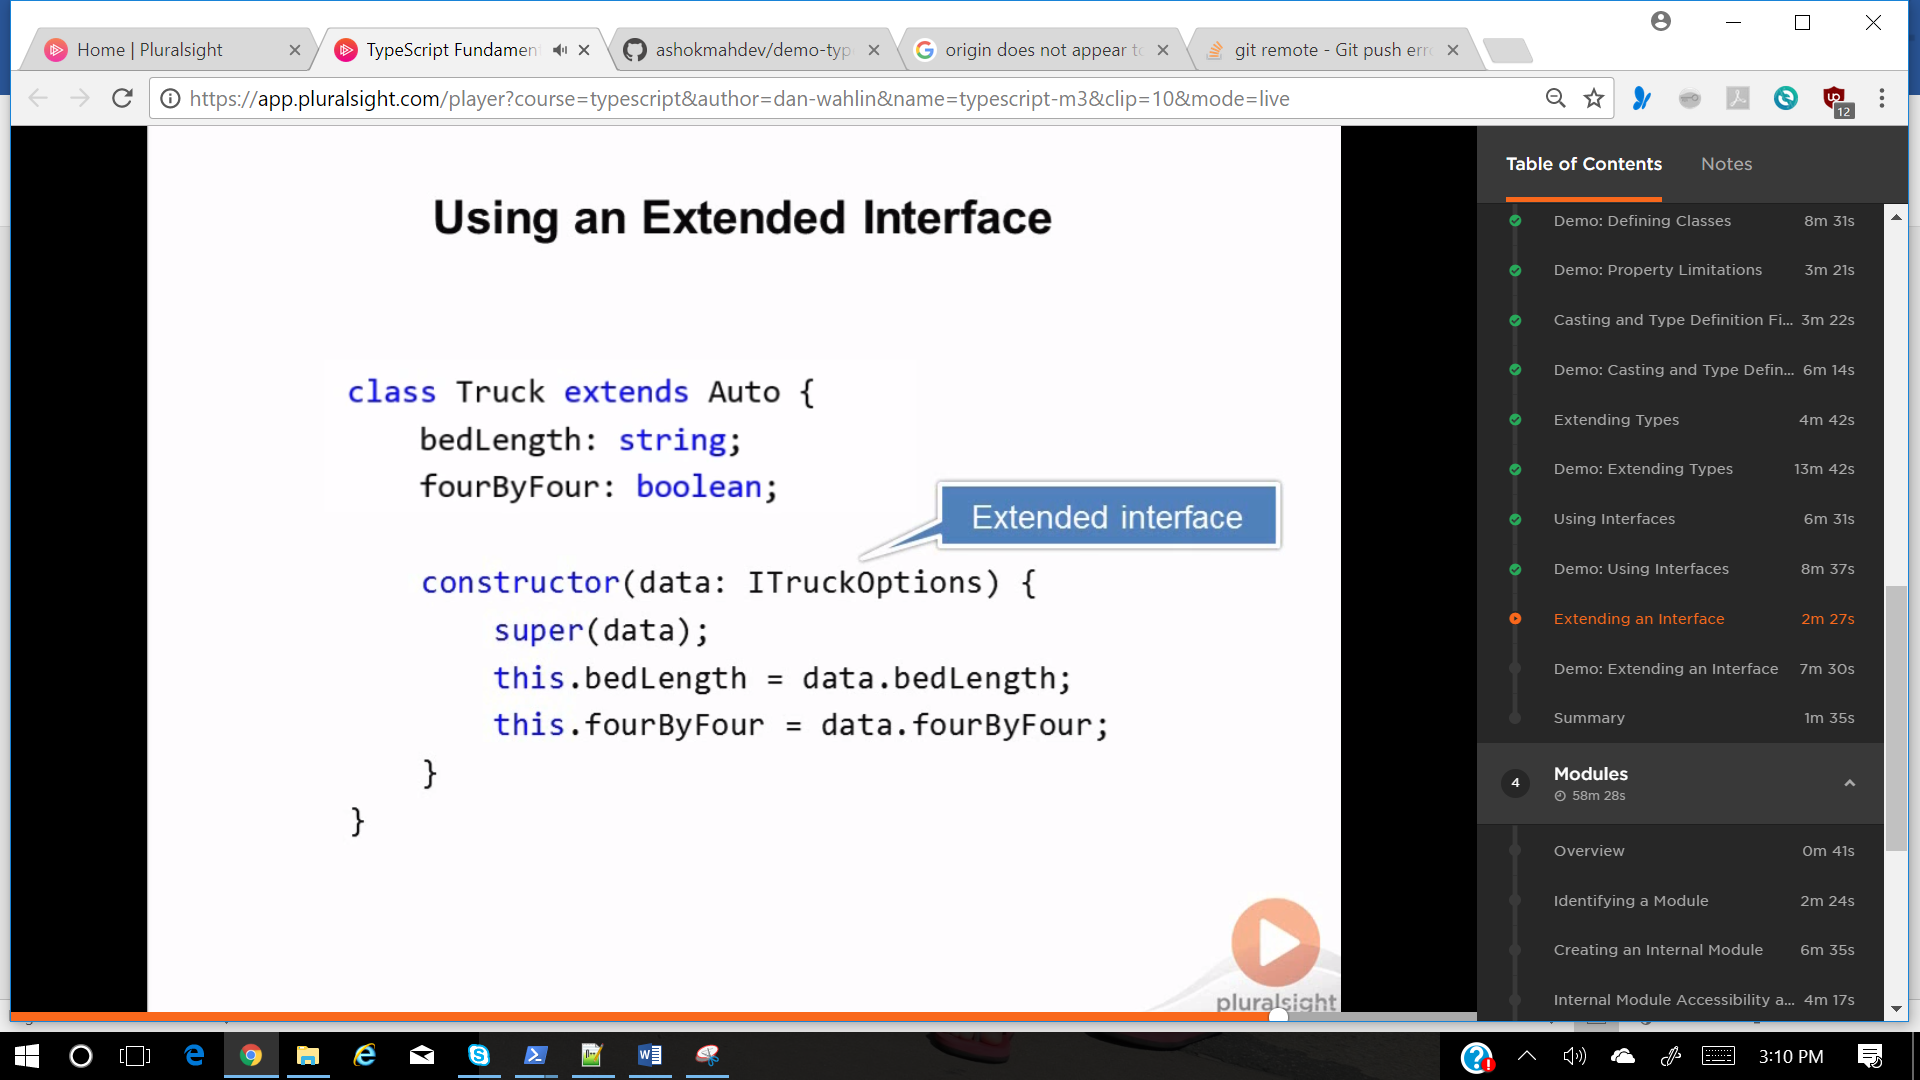 Home | Pluralsight
TypeScript Fundament
ashokmahdev/demo-typ
origin does not appear to
git remote - Git push erro
https://app.pluralsight.com/player?course=typescript&author=dan-wahlin&name=typescript-m3&clip=10&mode=live
12
Using an Extended Interface
class Truck extends Auto {
bedLength: string;
fourByFour: boolean;
Extended interface
constructor(data: ITruckOptions) {
super(data);
this.bedLength = data.bedLength;
this.fourByFour = data.fourByFour;
}
}
pluralsight
Table of Contents Notes
Demo: Defining Classes 8m 31s
Demo: Property Limitations 3m 21s
Casting and Type Definition Fi... 3m 22s
Demo: Casting and Type Defin... 6m 14s
Extending Types 4m 42s
Demo: Extending Types 13m 42s
Using Interfaces 6m 31s
Demo: Using Interfaces 8m 37s
Extending an Interface 2m 27s
Demo: Extending an Interface 7m 30s
Summary 1m 35s
4 Modules
58m 28s
Overview 0m 41s
Identifying a Module 2m 24s
Creating an Internal Module 6m 35s
Internal Module Accessibility a... 4m 17s
3:10 PM